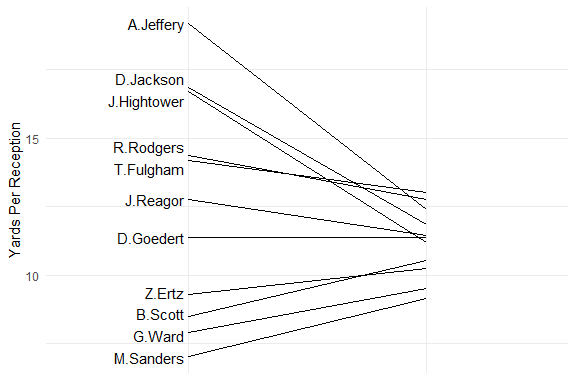 A.Jeffery
D.Jackson
J.Hightower
15
R.Rodgers
T.Fulgham
J.Reagor
D.Goedert
10
Z.Ertz
B.Scott
G.Ward
M.Sanders
Yards Per Reception